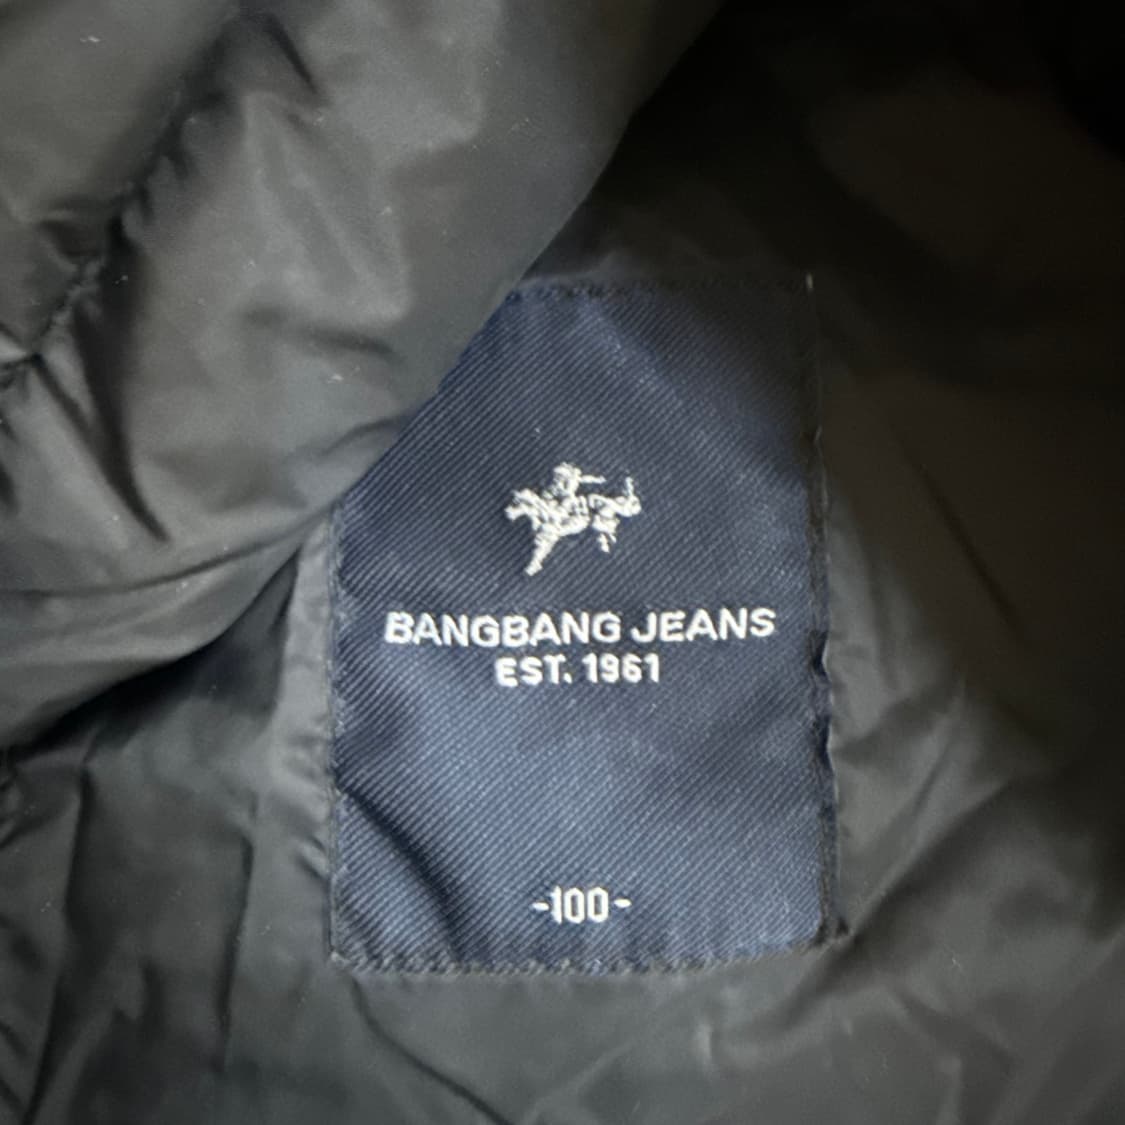 BANGBANG JEANS
EST. 1961
-100-